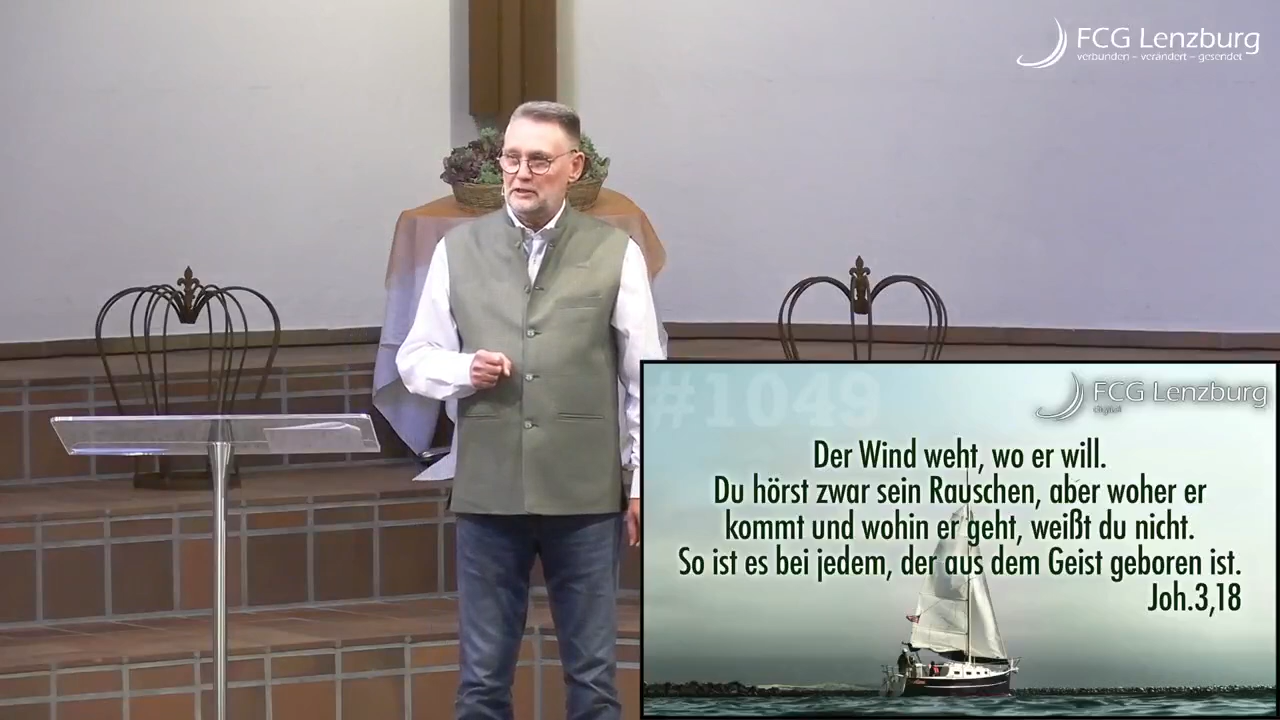 FCG Lenzburg
verbunden – verändert – gesendet
#1049
FCG Lenzburg
digital
Der Wind weht, wo er will.
Du hörst zwar sein Rauschen, aber woher er
kommt und wohin er geht, weißt du nicht.
So ist es bei jedem, der aus dem Geist geboren ist.
Joh.3,18